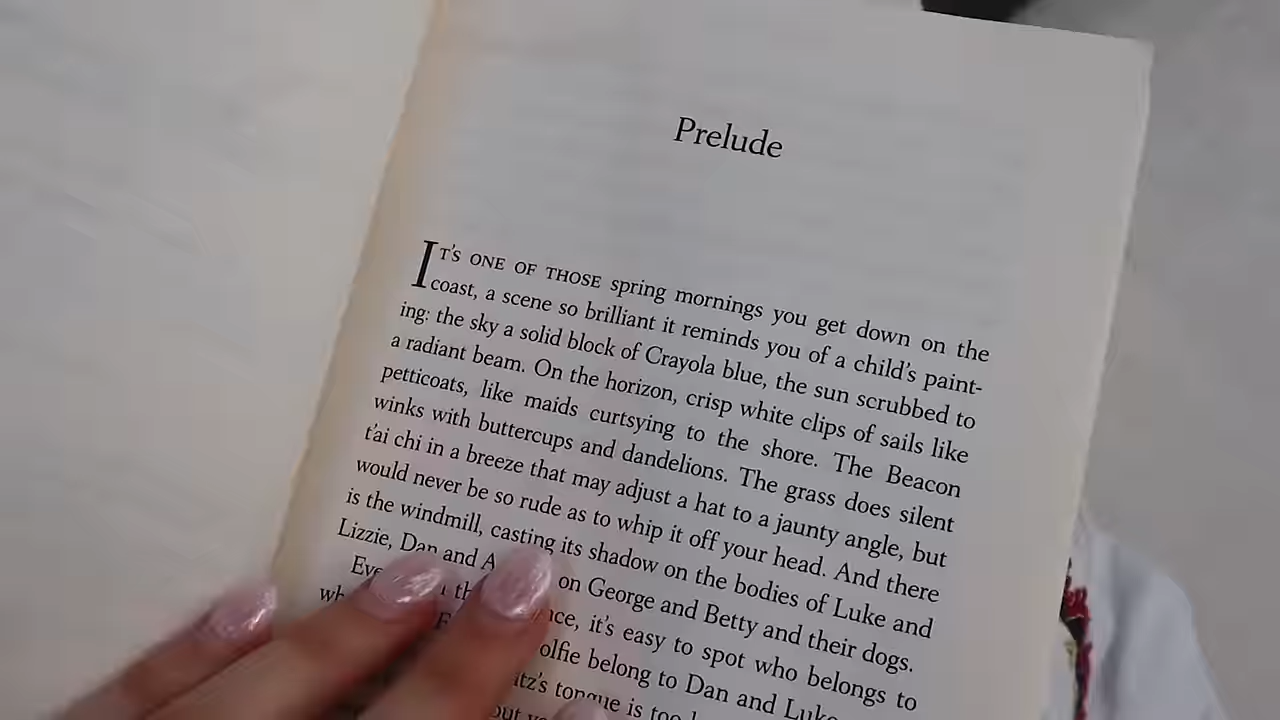 Prelude
IT'S ONE OF THOSE spring mornings you get down on the
coast, a scene so brilliant it reminds you of a child's paint-
ing: the sky a solid block of Crayola blue, the sun scrubbed to
a radiant beam. On the horizon, crisp white clips of sails like
petticoats, like maids curtsying to the shore. The Beacon
winks with buttercups and dandelions. The grass does silent
t'ai chi in a breeze that may adjust a hat to a jaunty angle, but
would never be so rude as to whip it off your head. And there
is the windmill, casting its shadow on the bodies of Luke and
Lizzie, Dan and on George and Betty and their dogs.
it's easy to spot who belongs to
belong to Dan and Luke
tongue is too